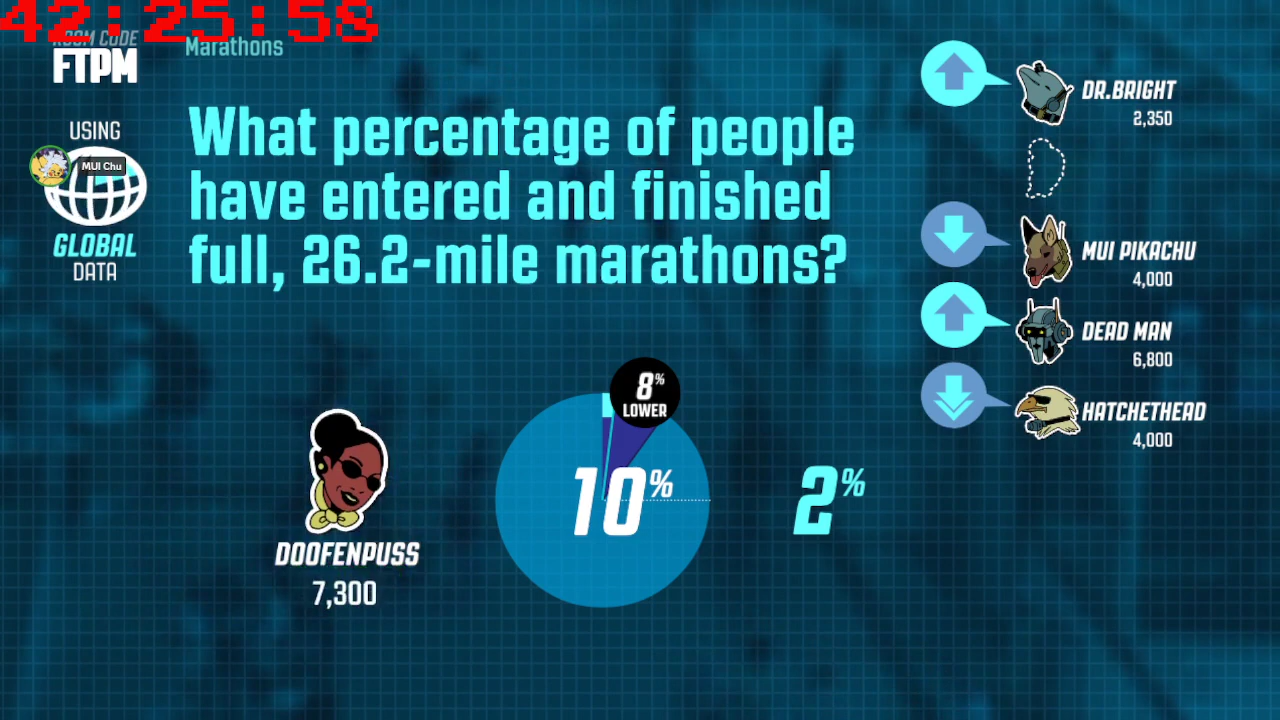 42:25:58
ROOM CODE
FTPM
Marathons
USING
MUI Chu
GLOBAL
DATA
What percentage of people
have entered and finished
full, 26.2-mile marathons?
DR.BRIGHT
2,350
MUI PIKACHU
4,000
DEAD MAN
6,800
HATCHETHEAD
4,000
8%
LOWER
10%
2%
DOOFENPUSS
7,300